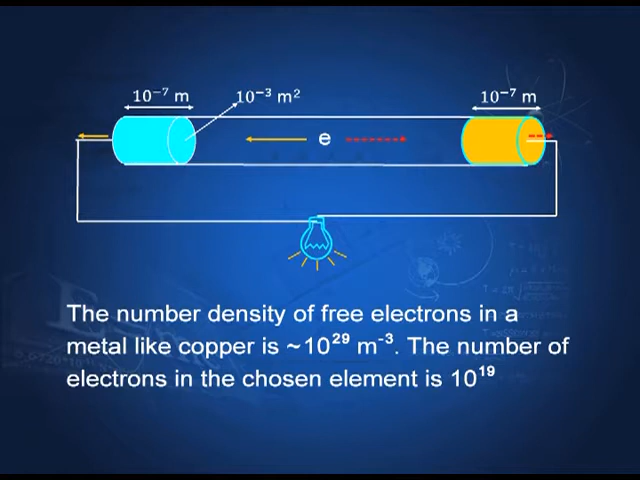 10⁻⁷ m 10⁻³ m² 10⁻⁷ m
e
The number density of free electrons in a
metal like copper is ~10²⁹ m⁻³. The number of
electrons in the chosen element is 10¹⁹